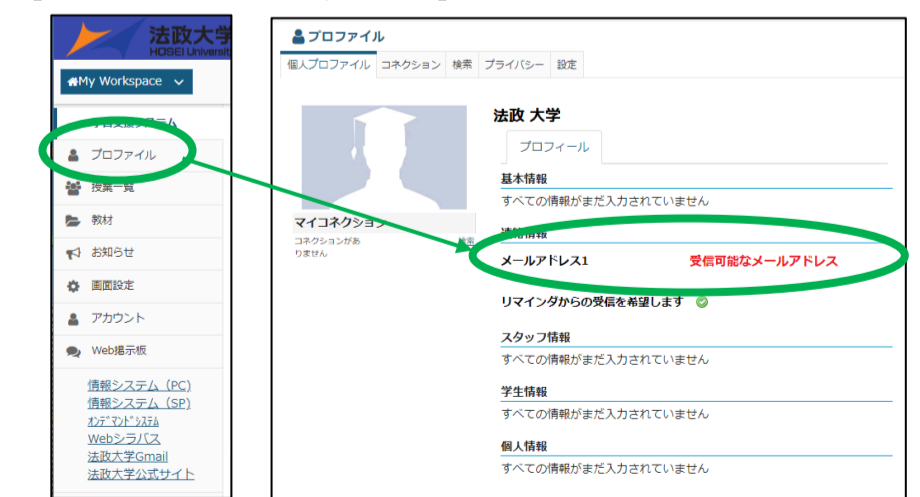 法政大学
HOSEI Universit
My Workspace
プロファイル
授業一覧
教材
お知らせ
画面設定
アカウント
Web掲示板
情報システム（PC）
情報システム（SP）
ｵﾝﾃﾞﾏﾝﾄﾞｼｽﾃﾑ
Webシラバス
法政大学Gmail
法政大学公式サイト
プロファイル
個人プロファイル コネクション 検索 プライバシー 設定
マイコネクション
コネクションがあ 検索
りません
法政 大学
プロフィール
基本情報
すべての情報がまだ入力されていません
連絡情報
メールアドレス1 受信可能なメールアドレス
リマインダからの受信を希望します
スタッフ情報
すべての情報がまだ入力されていません
学生情報
すべての情報がまだ入力されていません
個人情報
すべての情報がまだ入力されていません